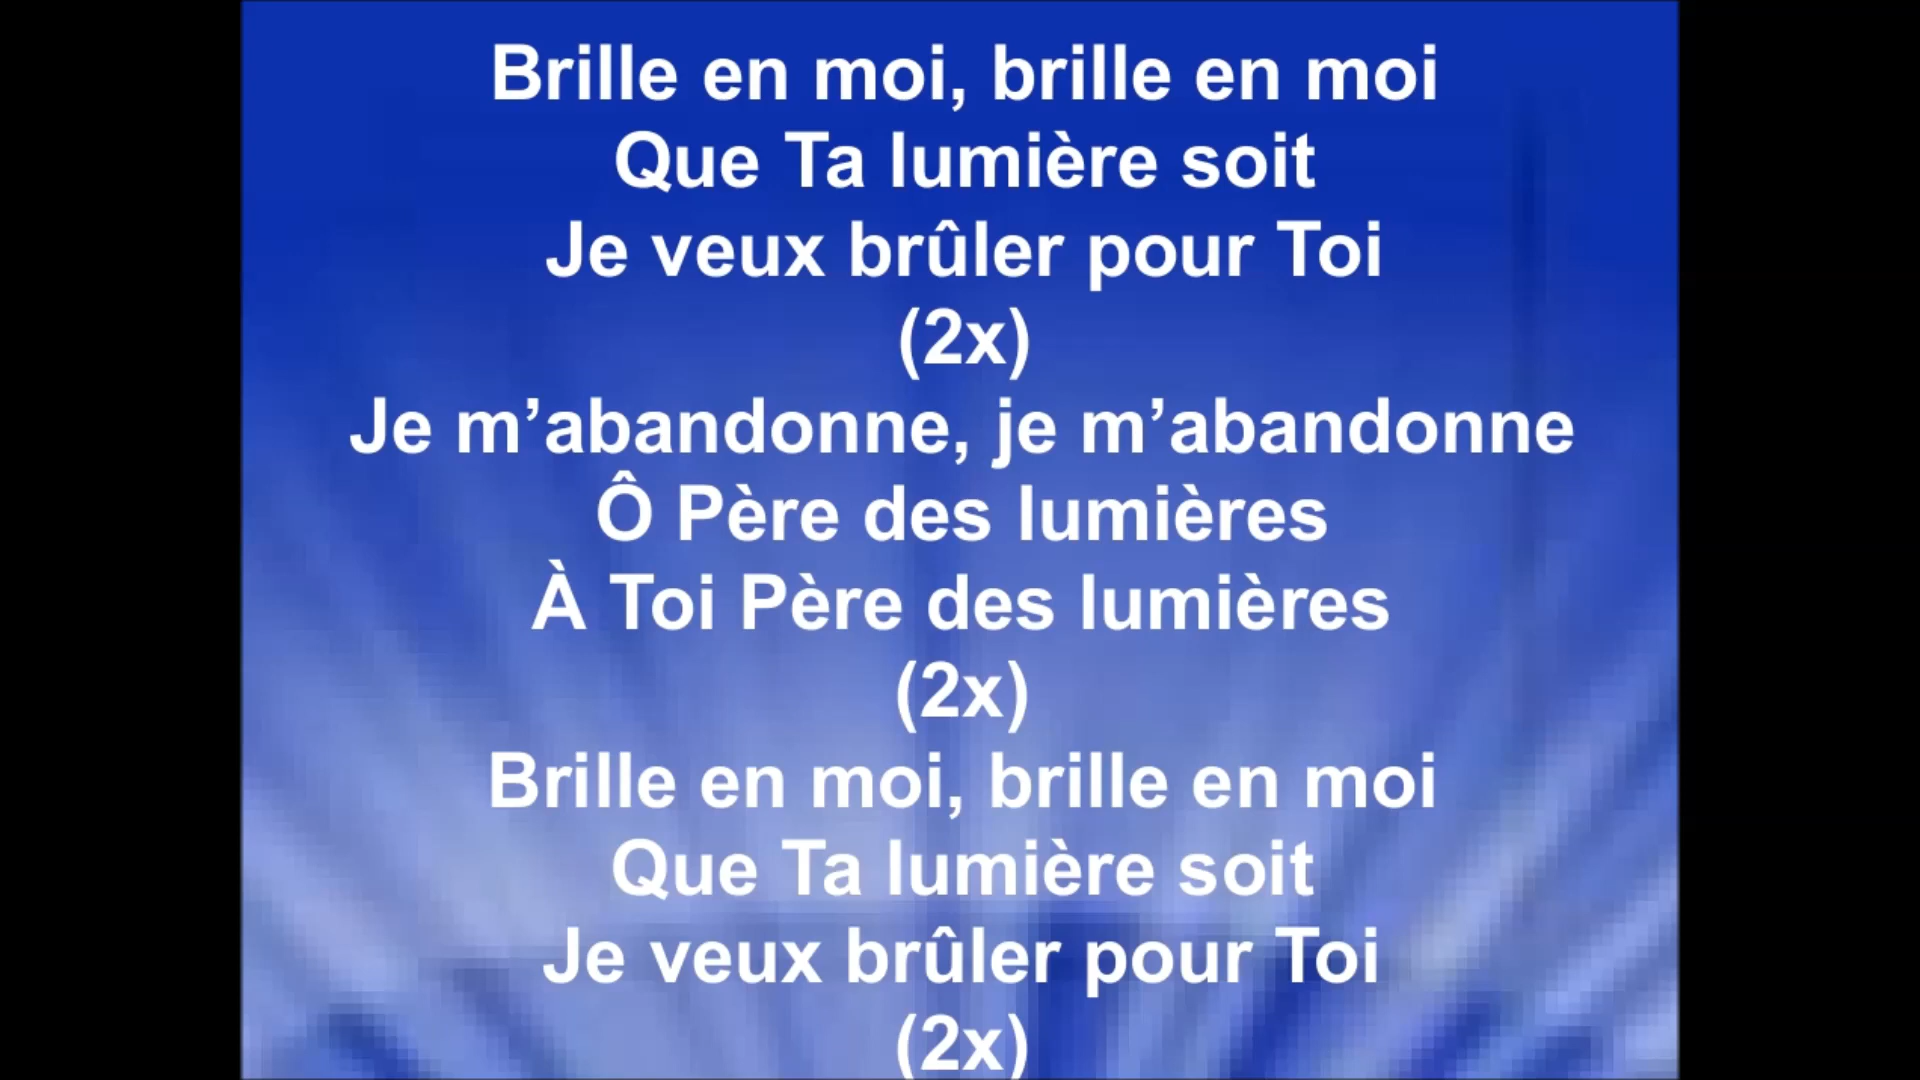 Brille en moi, brille en moi
Que Ta lumière soit
Je veux brûler pour Toi
(2x)
Je m’abandonne, je m’abandonne
Ô Père des lumières
À Toi Père des lumières
(2x)
Brille en moi, brille en moi
Que Ta lumière soit
Je veux brûler pour Toi
(2x)